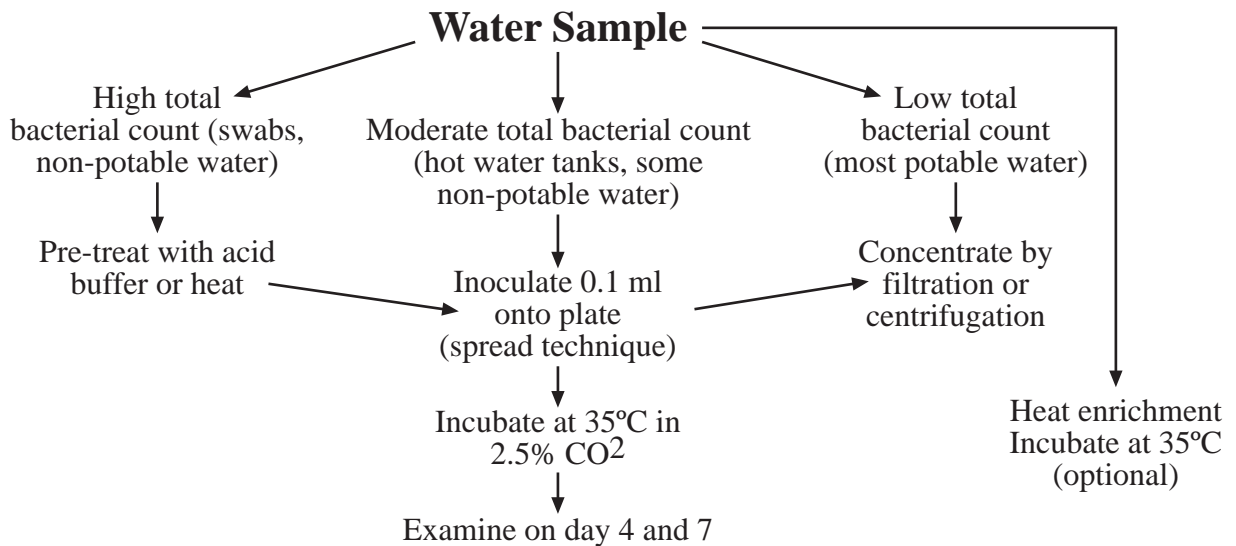 Water Sample
High total
bacterial count (swabs,
non-potable water)
Moderate total bacterial count
(hot water tanks, some
non-potable water)
Low total
bacterial count
(most potable water)
Pre-treat with acid
buffer or heat
Inoculate 0.1 ml
onto plate
(spread technique)
Concentrate by
filtration or
centrifugation
Incubate at 35ºC in
2.5% CO2
Examine on day 4 and 7
Heat enrichment
Incubate at 35ºC
(optional)